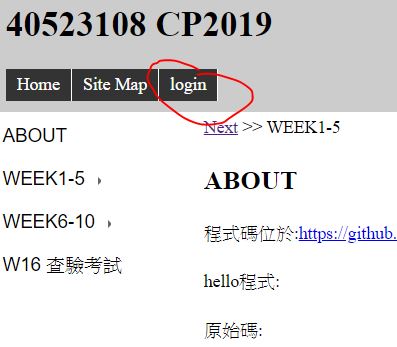 40523108 CP2019
Home Site Map login
Next >> WEEK1-5
ABOUT
WEEK1-5
WEEK6-10
W16 查驗考試
ABOUT
程式碼位於:https://github.
hello程式:
原始碼: